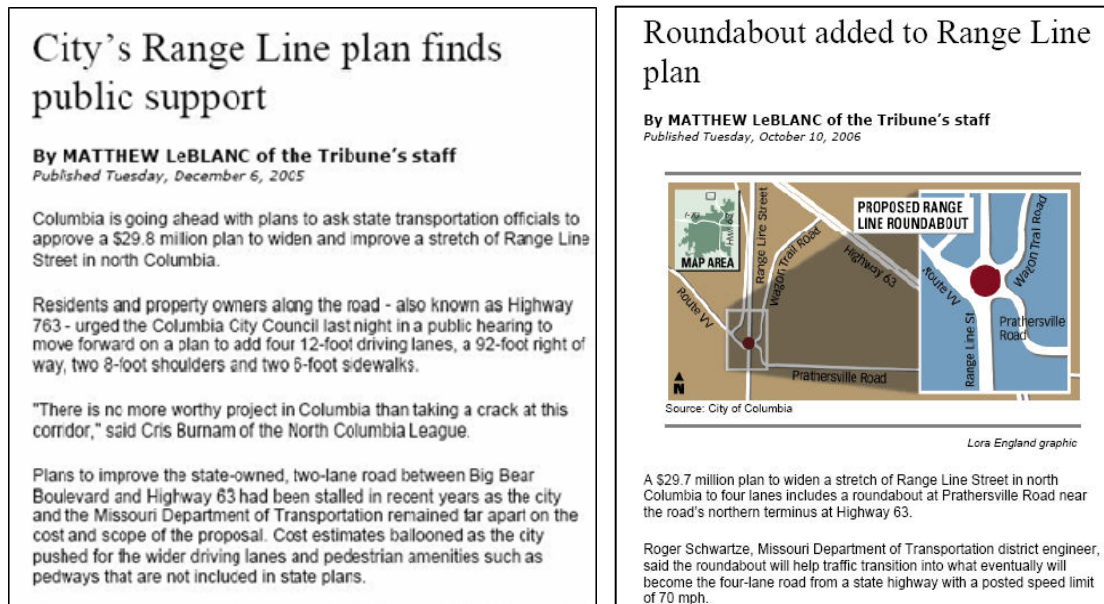 City's Range Line plan finds
public support
By MATTHEW LeBLANC of the Tribune's staff
Published Tuesday, December 6, 2005
Columbia is going ahead with plans to ask state transportation officials to
approve a $29.8 million plan to widen and improve a stretch of Range Line
Street in north Columbia.
Residents and property owners along the road - also known as Highway
763 - urged the Columbia City Council last night in a public hearing to
move forward on a plan to add four 12-foot driving lanes, a 92-foot right of
way, two 8-foot shoulders and two 6-foot sidewalks.
"There is no more worthy project in Columbia than taking a crack at this
corridor," said Cris Burnam of the North Columbia League.
Plans to improve the state-owned, two-lane road between Big Bear
Boulevard and Highway 63 had been stalled in recent years as the city
and the Missouri Department of Transportation remained far apart on the
cost and scope of the proposal. Cost estimates ballooned as the city
pushed for the wider driving lanes and pedestrian amenities such as
pedways that are not included in state plans.
Roundabout added to Range Line
plan
By MATTHEW LeBLANC of the Tribune's staff
Published Tuesday, October 10, 2006
I-70
Hwy 63
MAP AREA
Range Line Street
Wagon Trail Road
Highway 63
Route VV
Prathersville Road
N
PROPOSED RANGE
LINE ROUNDABOUT
Route VV
Wagon Trail Road
Range Line St
Prathersville
Road
Source: City of Columbia
Lora England graphic
A $29.7 million plan to widen a stretch of Range Line Street in north
Columbia to four lanes includes a roundabout at Prathersville Road near
the road's northern terminus at Highway 63.
Roger Schwartze, Missouri Department of Transportation district engineer,
said the roundabout will help traffic transition into what eventually will
become the four-lane road from a state highway with a posted speed limit
of 70 mph.